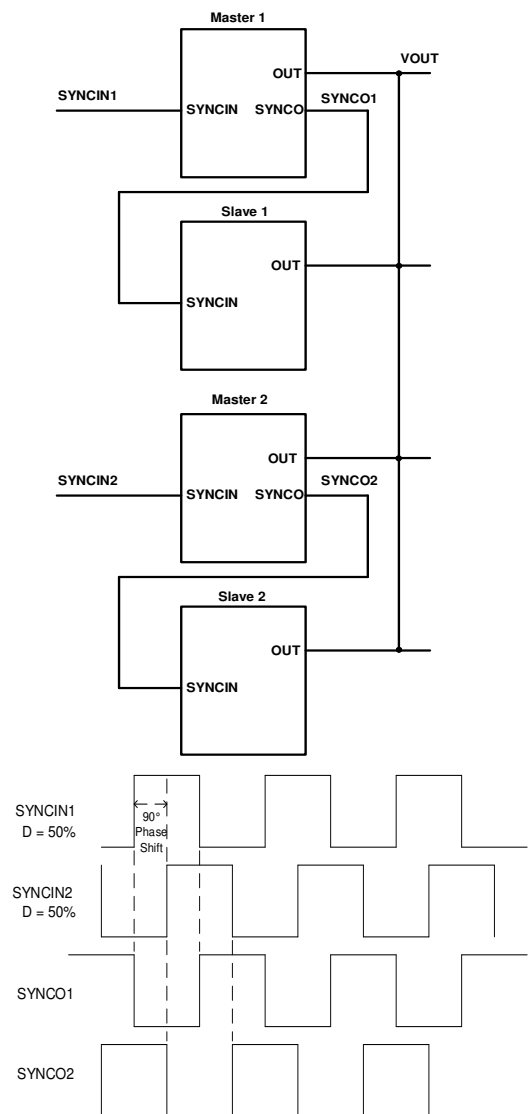 Master 1
OUT
VOUT
SYNCIN1
SYNCIN
SYNCO
SYNCO1
Slave 1
OUT
SYNCIN
Master 2
OUT
SYNCIN2
SYNCIN
SYNCO
SYNCO2
Slave 2
OUT
SYNCIN
SYNCIN1
D = 50%
90°
Phase
Shift
SYNCIN2
D = 50%
SYNCO1
SYNCO2